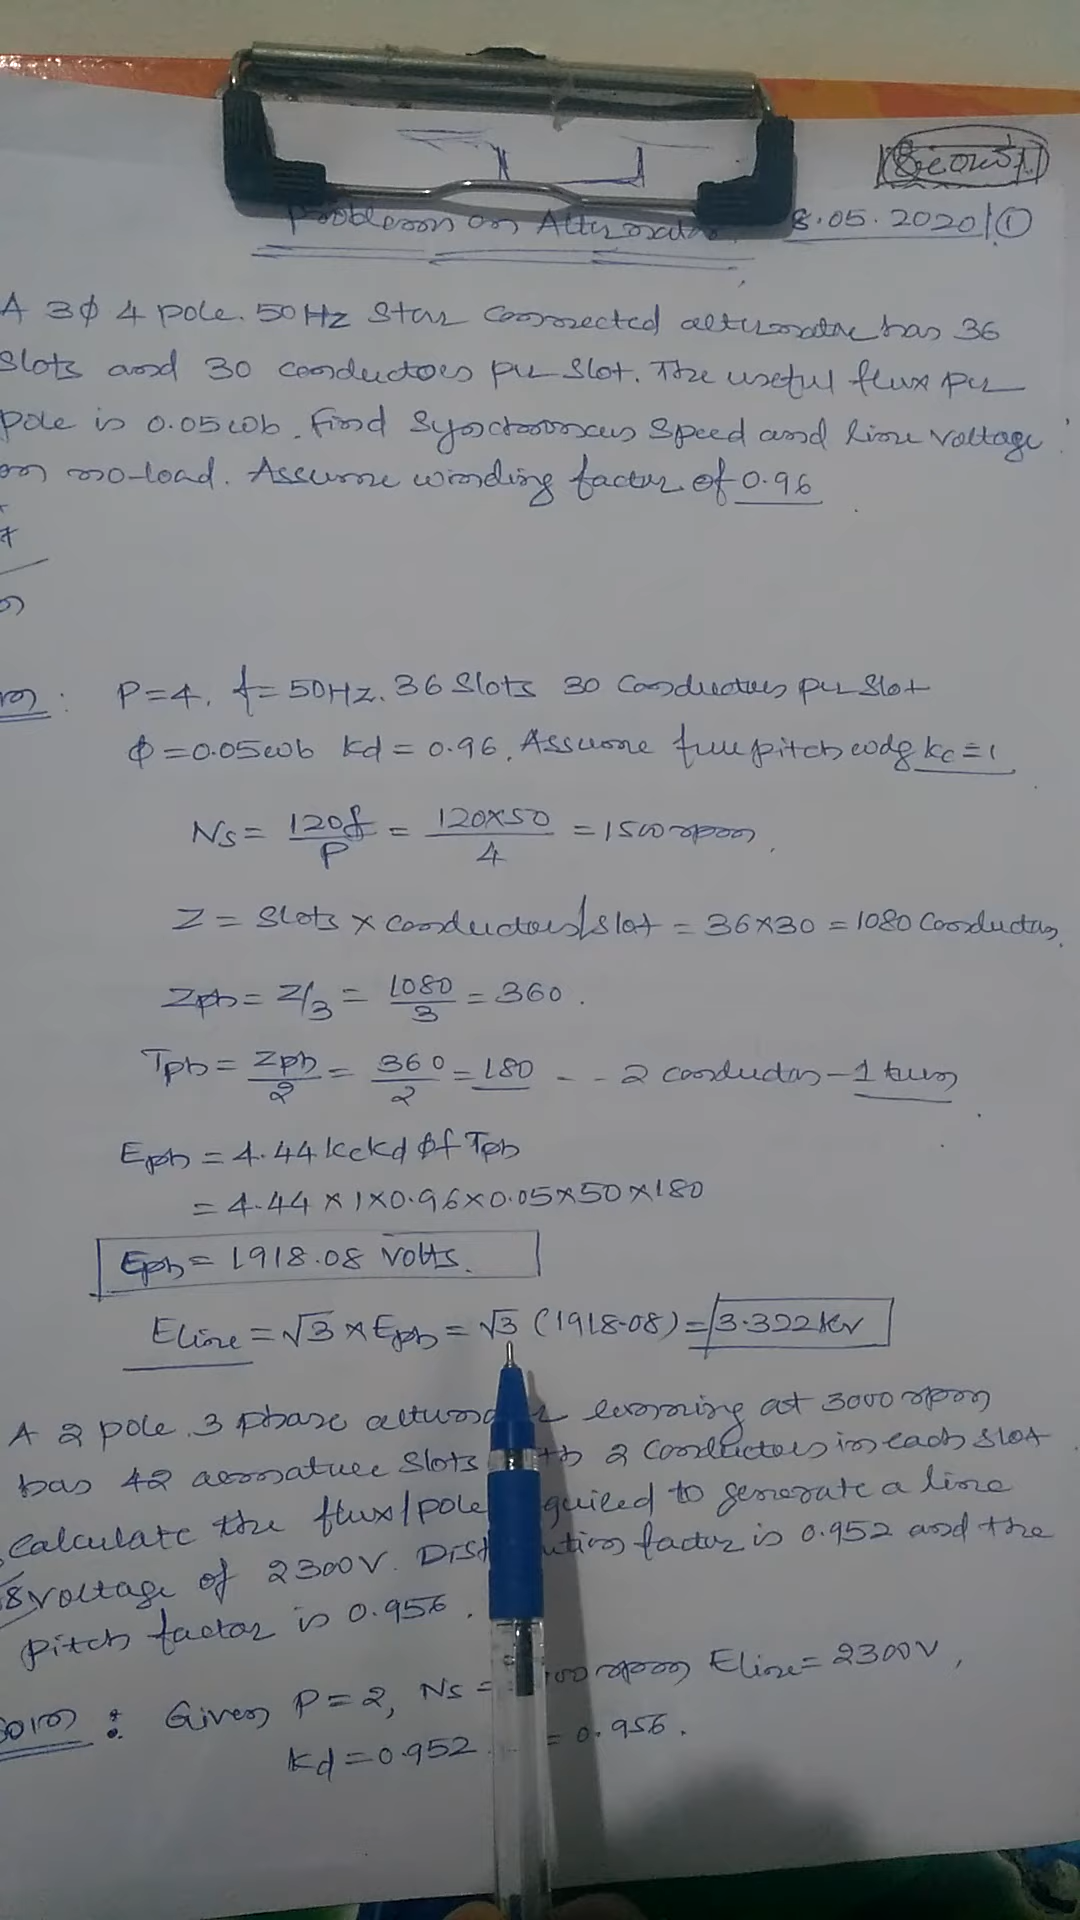 Problem on Alternator 8.05.2020/①
A 3ϕ 4 pole. 50Hz Star Connected alternator has 36
Slots and 30 conductors per Slot. The useful flux per
pole is 0.05wb. Find Synchronous Speed and line voltage
on no-load. Assume winding factor of 0.96
P=4, f=50Hz. 36 Slots 30 Conductors per Slot
ϕ=0.05wb kd = 0.96. Assume full pitch wdg kc=1
Ns = 120f/P = 120×50/4 = 1500 rpm
Z = Slots × conductors/slot = 36×30 = 1080 Conductors
Zph = Z/3 = 1080/3 = 360.
Tph = Zph/2 = 360/2 = 180 -- 2 conductors - 1 turn
Eph = 4.44 kc kd ϕ f Tph
= 4.44 × 1×0.96×0.05×50×180
Eph = 1918.08 volts.
Eline = √3 × Eph = √3 (1918.08) = 3.322 kV
A 2 pole 3 phase running at 3000 rpm
has 42 armature Slots 2 Conductors in each Slot
Calculate the flux/pole to generate a line
voltage of 2300V. factor is 0.952 and the
pitch factor is 0.956.
Soln : Given P = 2, Ns = rpm Eline = 2300V,
kd = 0.952 = 0.956.